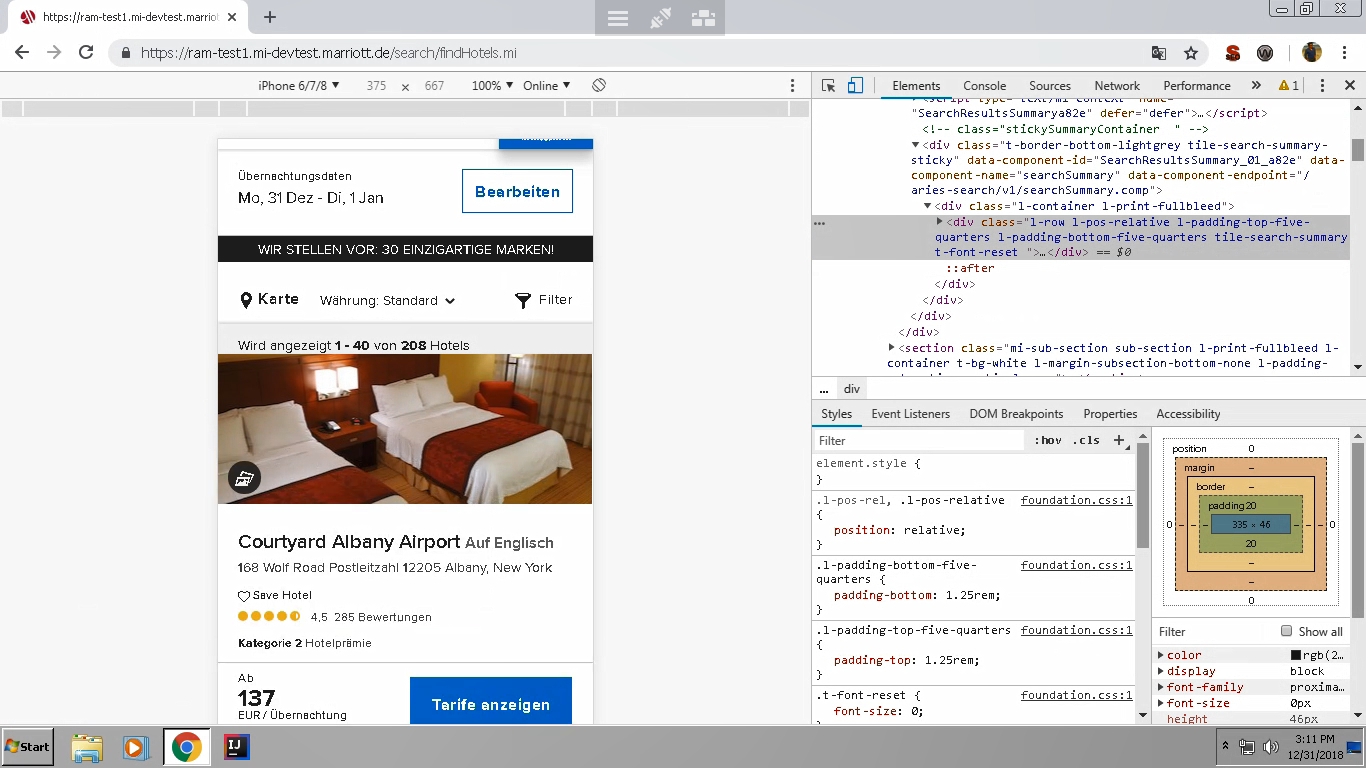 https://ram-test1.mi-devtest.marriott
https://ram-test1.mi-devtest.marriott.de/search/findHotels.mi
iPhone 6/7/8 375 × 667 100% Online
Elements Console Sources Network Performance » 1
"SearchResultsSummarya82e" defer="defer">…</script>
<!-- class="stickySummaryContainer " -->
<div class="t-border-bottom-lightgrey tile-search-summary-
sticky" data-component-id="SearchResultsSummary_01_a82e" data-
component-name="searchSummary" data-component-endpoint="/
aries-search/v1/searchSummary.comp">
<div class="l-container l-print-fullbleed">
<div class="l-row l-pos-relative l-padding-top-five-
quarters l-padding-bottom-five-quarters tile-search-summary
t-font-reset ">…</div> == $0
::after
</div>
</div>
</div>
</div>
<section class="mi-sub-section sub-section l-print-fullbleed l-
container t-bg-white l-margin-subsection-bottom-none l-padding-
... div
Styles Event Listeners DOM Breakpoints Properties Accessibility
Filter :hov .cls +
element.style {
}
.l-pos-rel, .l-pos-relative foundation.css:1
{
position: relative;
}
.l-padding-bottom-five- foundation.css:1
quarters {
padding-bottom: 1.25rem;
}
.l-padding-top-five-quarters foundation.css:1
{
padding-top: 1.25rem;
}
.t-font-reset { foundation.css:1
font-size: 0;
position 0
margin –
border –
padding 20
0 – – 335 × 46 – – 0
20
–
–
0
Filter Show all
color rgb(2…
display block
font-family proxima…
font-size 0px
height 46px
Übernachtungsdaten
Mo, 31 Dez - Di, 1 Jan
Bearbeiten
WIR STELLEN VOR: 30 EINZIGARTIGE MARKEN!
Karte Währung: Standard Filter
Wird angezeigt 1 - 40 von 208 Hotels
Courtyard Albany Airport Auf Englisch
168 Wolf Road Postleitzahl 12205 Albany, New York
Save Hotel
4,5 285 Bewertungen
Kategorie 2 Hotelprämie
Ab
137
EUR / Übernachtung
Tarife anzeigen
Start
IJ
3:11 PM
12/31/2018